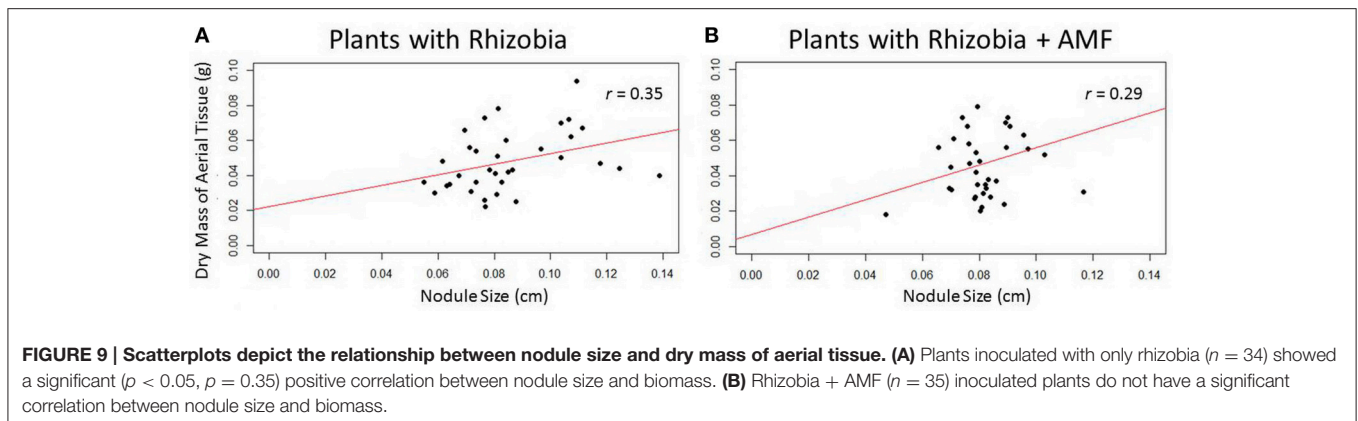 A
Plants with Rhizobia
Dry Mass of Aerial Tissue (g)
0.00 0.02 0.04 0.06 0.08 0.10
r = 0.35
0.00 0.02 0.04 0.06 0.08 0.10 0.12 0.14
Nodule Size (cm)
B
Plants with Rhizobia + AMF
0.00 0.02 0.04 0.06 0.08 0.10
r = 0.29
0.00 0.02 0.04 0.06 0.08 0.10 0.12 0.14
Nodule Size (cm)
FIGURE 9 | Scatterplots depict the relationship between nodule size and dry mass of aerial tissue. (A) Plants inoculated with only rhizobia (n = 34) showed
a significant (p < 0.05, p = 0.35) positive correlation between nodule size and biomass. (B) Rhizobia + AMF (n = 35) inoculated plants do not have a significant
correlation between nodule size and biomass.